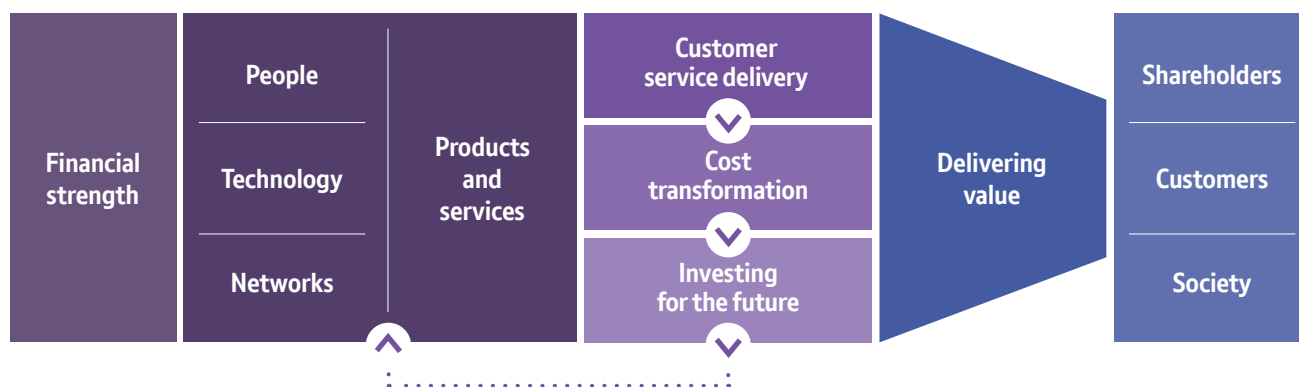 Financial
strength
People
Technology
Networks
Products
and
services
Customer
service delivery
Cost
transformation
Investing
for the future
Delivering
value
Shareholders
Customers
Society